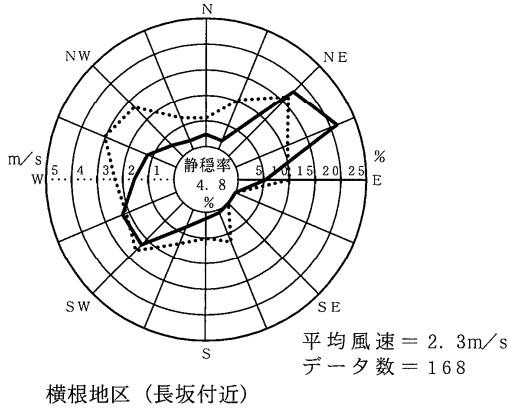 N
NW
NE
m/s
静穏率
%
W
5 4 3 2 1
4.8
5 10 15 20 25
E
%
SW
SE
S
平均風速＝2.3m/s
データ数＝168
横根地区（長坂付近）